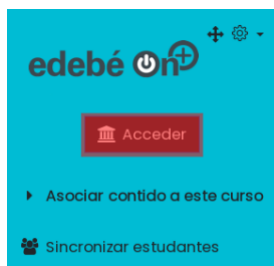 edebé On+
Acceder
Asociar contido a este curso
Sincronizar estudantes